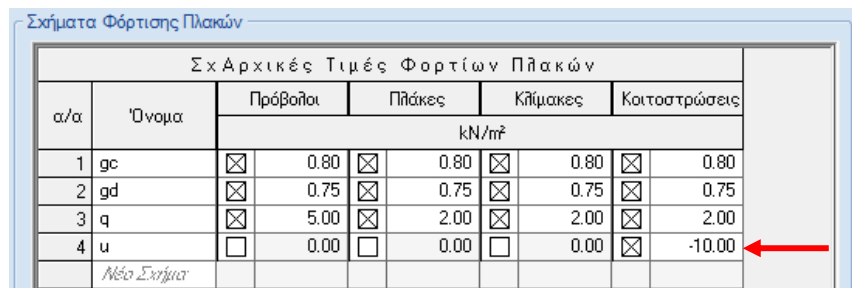 Σχήματα Φόρτισης Πλακών
ΣχΑρχικές Τιμές Φορτίων Πλακών
α/α Όνομα Πρόβολοι Πλάκες Κλίμακες Κοιτοστρώσεις
kN/m²
1 gc 0.80 0.80 0.80 0.80
2 gd 0.75 0.75 0.75 0.75
3 q 5.00 2.00 2.00 2.00
4 u 0.00 0.00 0.00 -10.00
Νέο Σχήμα